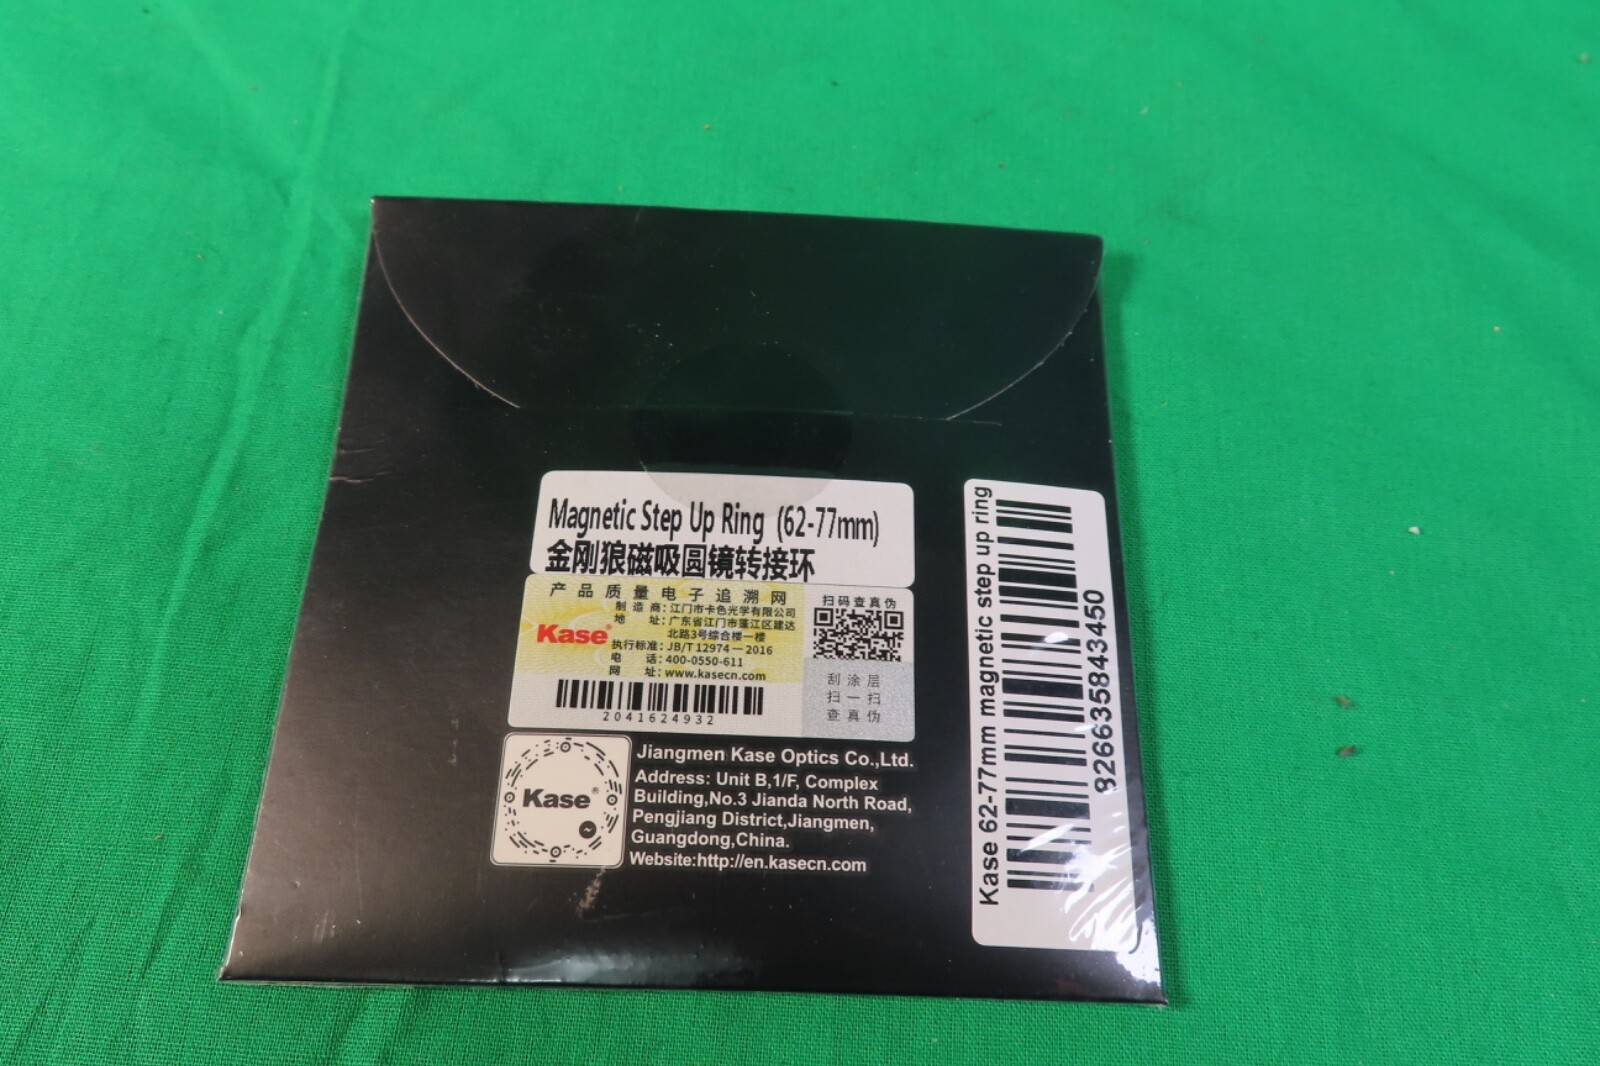 Magnetic Step Up Ring (62-77mm)
金刚狼磁吸圆镜转接环
产品质量电子追溯网
Kase®
制造商：江门市卡色光学有限公司
地址：广东省江门市蓬江区建达
北路3号综合楼一楼
执行标准：JB/T 12974－2016
电话：400-0550-611
网址：www.kasecn.com
2041624932
扫码查真伪
刮涂层
扫一扫
查真伪
Kase®
Jiangmen Kase Optics Co.,Ltd.
Address: Unit B,1/F, Complex
Building,No.3 Jianda North Road,
Pengjiang District,Jiangmen,
Guangdong,China.
Website:http://en.kasecn.com
Kase 62-77mm magnetic step up ring
826635843450